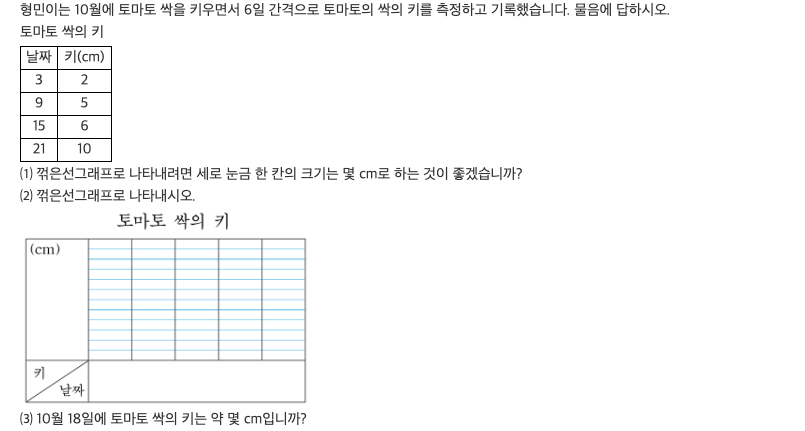 형민이는 10월에 토마토 싹을 키우면서 6일 간격으로 토마토의 싹의 키를 측정하고 기록했습니다. 물음에 답하시오.
토마토 싹의 키
날짜 키(cm)
3 2
9 5
15 6
21 10
(1) 꺾은선그래프로 나타내려면 세로 눈금 한 칸의 크기는 몇 cm로 하는 것이 좋겠습니까?
(2) 꺾은선그래프로 나타내시오.
토마토 싹의 키
(cm)
키
날짜
(3) 10월 18일에 토마토 싹의 키는 약 몇 cm입니까?